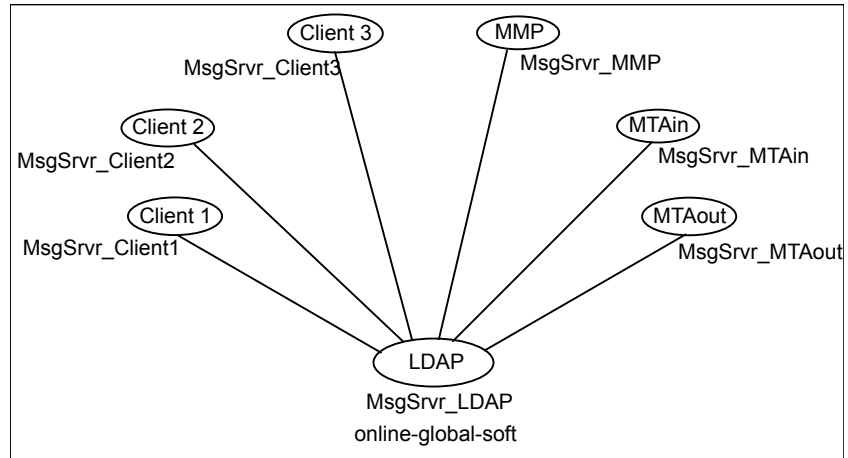 Client 3
MsgSrvr_Client3
MMP
MsgSrvr_MMP
Client 2
MsgSrvr_Client2
MTAin
MsgSrvr_MTAin
Client 1
MsgSrvr_Client1
MTAout
MsgSrvr_MTAout
LDAP
MsgSrvr_LDAP
online-global-soft